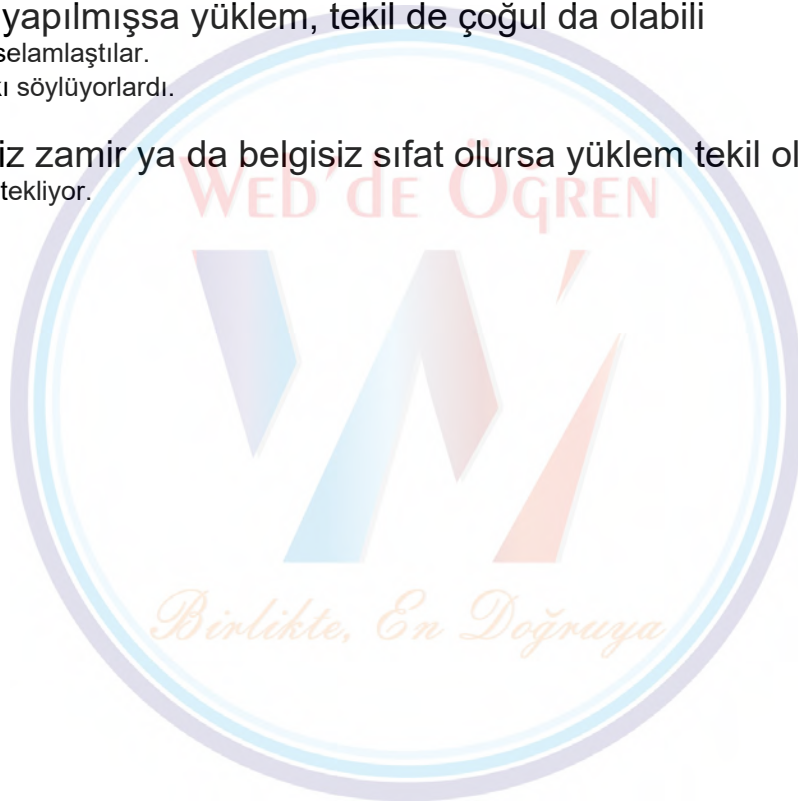 yapılmışsa yüklem, tekil de çoğul da olabili
selamlaştılar.
ı söylüyorlardı.
iz zamir ya da belgisiz sıfat olursa yüklem tekil ol
tekliyor.
WEB'dE ÖĞREN
Birlikte, En Doğruya